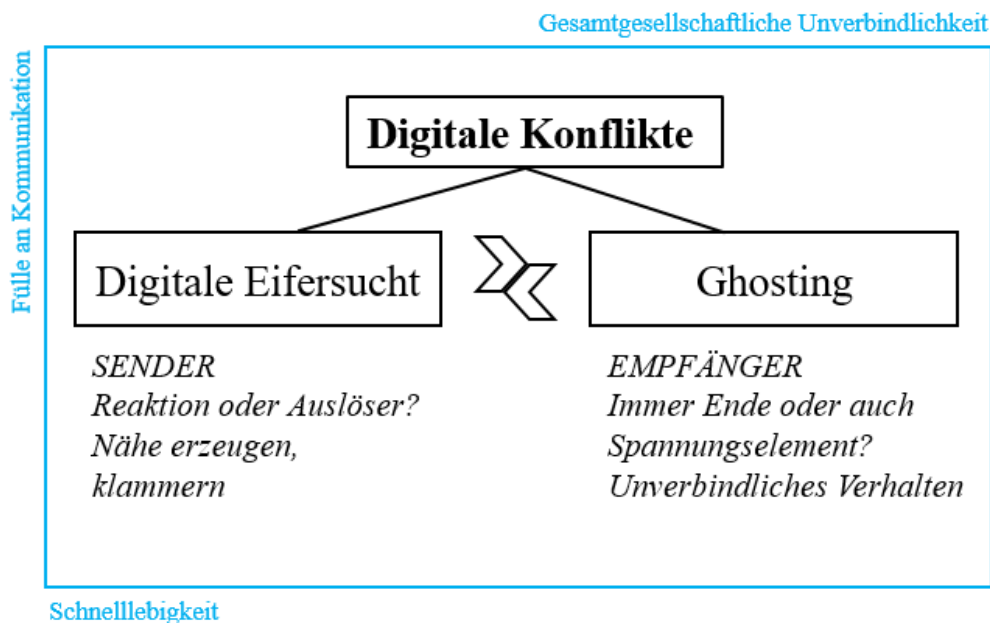 Gesamtgesellschaftliche Unverbindlichkeit
Fülle an Kommunikation
Digitale Konflikte
Digitale Eifersucht
Ghosting
SENDER
Reaktion oder Auslöser?
Nähe erzeugen,
klammern
EMPFÄNGER
Immer Ende oder auch
Spannungselement?
Unverbindliches Verhalten
Schnelllebigkeit